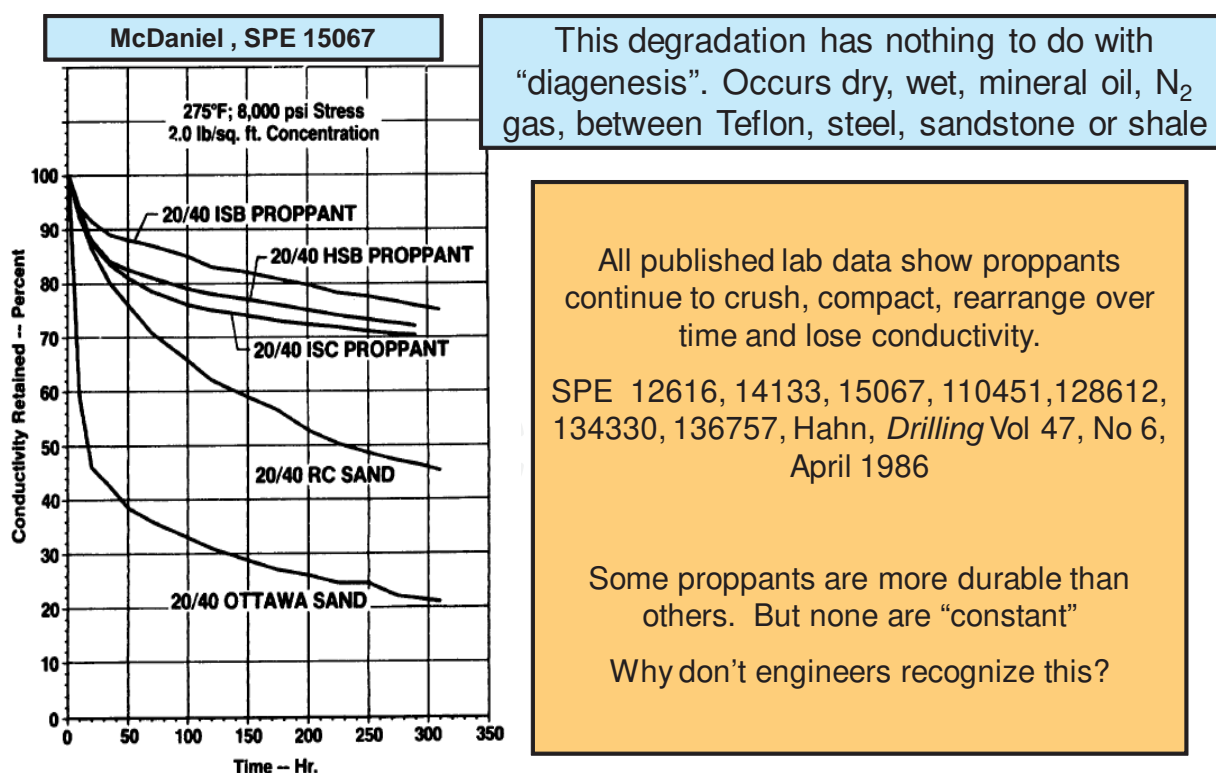 McDaniel , SPE 15067
This degradation has nothing to do with
“diagenesis”. Occurs dry, wet, mineral oil, N2
gas, between Teflon, steel, sandstone or shale
275°F; 8,000 psi Stress
2.0 lb/sq. ft. Concentration
Conductivity Retained -- Percent
100
90
80
70
60
50
40
30
20
10
0
20/40 ISB PROPPANT
20/40 HSB PROPPANT
20/40 ISC PROPPANT
20/40 RC SAND
20/40 OTTAWA SAND
0 50 100 150 200 250 300 350
Time -- Hr.
All published lab data show proppants
continue to crush, compact, rearrange over
time and lose conductivity.
SPE 12616, 14133, 15067, 110451,128612,
134330, 136757, Hahn, Drilling Vol 47, No 6,
April 1986
Some proppants are more durable than
others. But none are “constant”
Why don’t engineers recognize this?